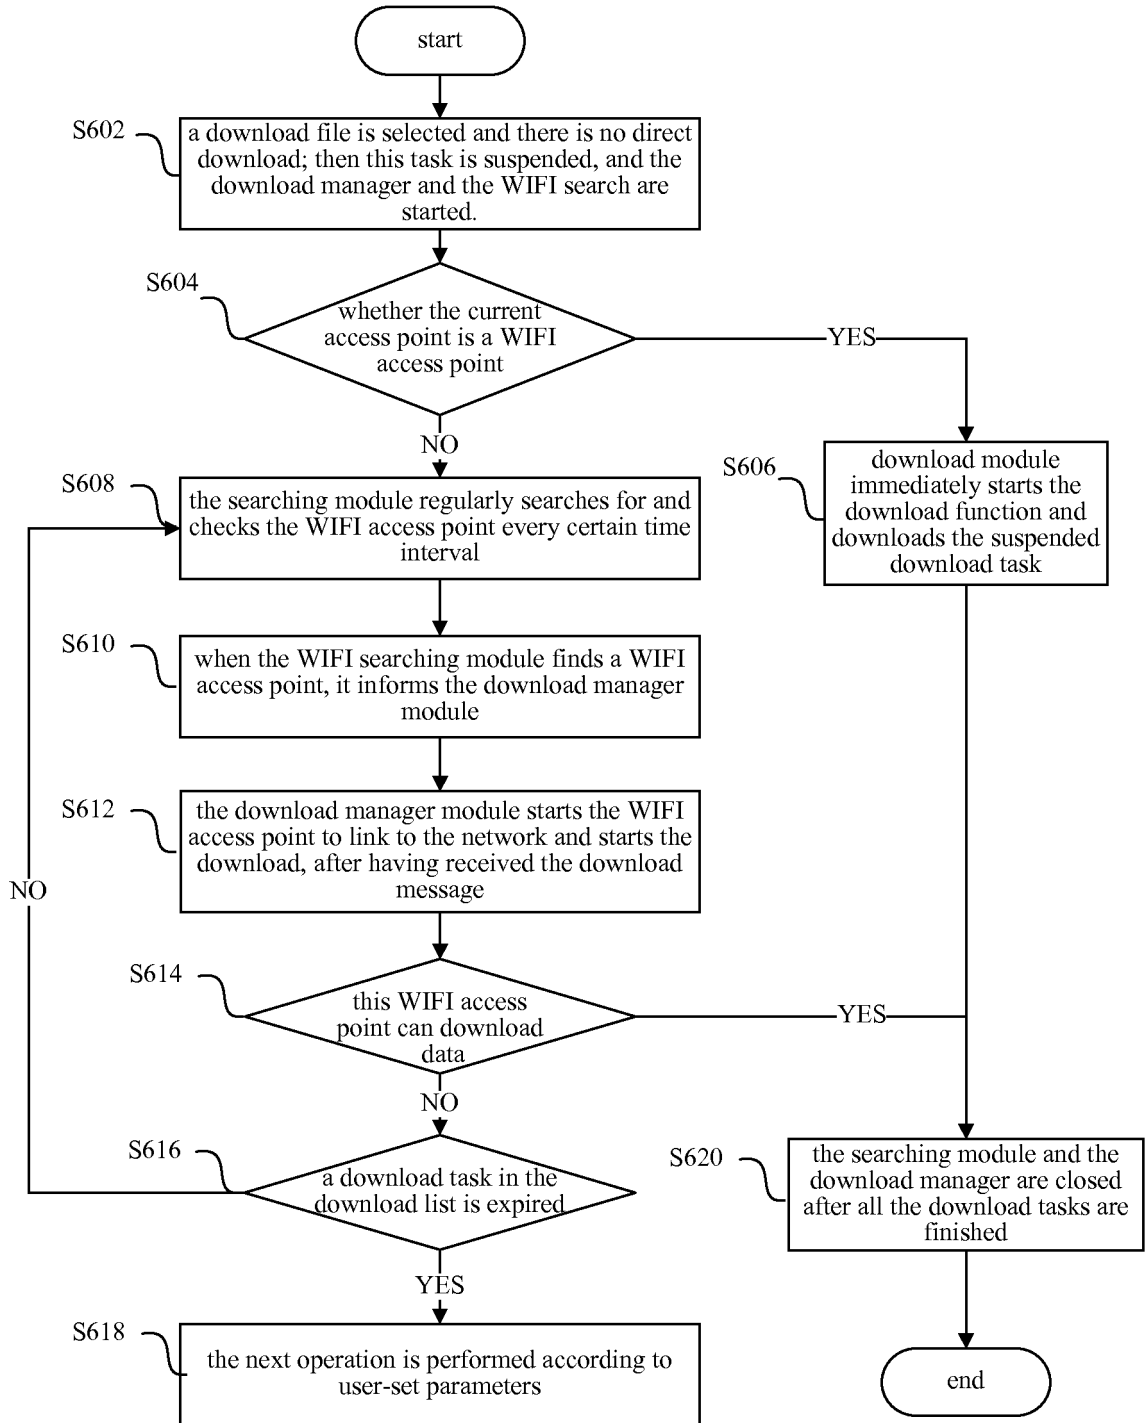 start
S602
a download file is selected and there is no direct
download; then this task is suspended, and the
download manager and the WIFI search are
started.
S604
whether the current
access point is a WIFI
access point
YES
NO
S606
download module
immediately starts the
download function and
downloads the suspended
download task
S608
the searching module regularly searches for and
checks the WIFI access point every certain time
interval
S610
when the WIFI searching module finds a WIFI
access point, it informs the download manager
module
S612
the download manager module starts the WIFI
access point to link to the network and starts the
download, after having received the download
message
NO
S614
this WIFI access
point can download
data
YES
NO
S616
a download task in the
download list is expired
S620
the searching module and the
download manager are closed
after all the download tasks are
finished
YES
S618
the next operation is performed according to
user-set parameters
end